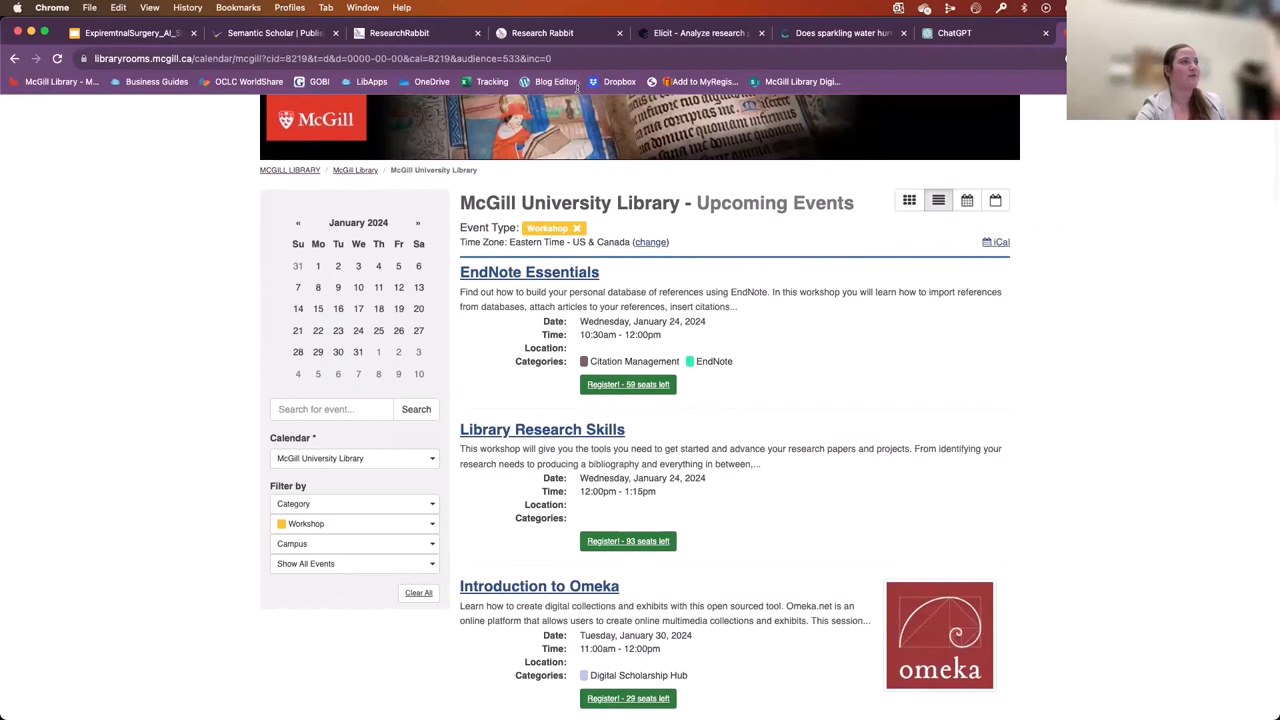 ExpiremtnalSurgery_AI_S
Semantic Scholar | Publis
ResearchRabbit
Research Rabbit
Elicit - Analyze research p
Does sparkling water hurt
ChatGPT
libraryrooms.mcgill.ca/calendar/mcgill?cid=8219&t=d&d=0000-00-00&cal=8219&audience=533&inc=0
McGill Library -...
Business Guides
OCLC WorldShare
GOBI
LibApps
OneDrive
Tracking
Blog Editor...
Dropbox
!Add to MyRegis...
Wordly Digital Library
McGill
MCGILL LIBRARY / McGill Library / McGill University Library
« January 2024 »
Su Mo Tu We Th Fr Sa
31 1 2 3 4 5 6
7 8 9 10 11 12 13
14 15 16 17 18 19 20
21 22 23 24 25 26 27
28 29 30 31 1 2 3
4 5 6 7 8 9 10
Search for event... Search
Calendar *
McGill University Library
Filter by
Category
Workshop
Campus
Show All Events
Clear All
McGill University Library - Upcoming Events
Event Type: Workshop
Time Zone: Eastern Time - US & Canada (change)
iCal
EndNote Essentials
Find out how to build your personal database of references using EndNote. In this workshop you will learn how to import references
from databases, attach articles to your references, insert citations...
Date: Wednesday, January 24, 2024
Time: 10:30am - 12:00pm
Location:
Categories: Citation Management EndNote
Register! - 59 seats left
Library Research Skills
This workshop will give you the tools you need to get started and advance your research papers and projects. From identifying your
research needs to producing a bibliography and everything in between,...
Date: Wednesday, January 24, 2024
Time: 12:00pm - 1:15pm
Location:
Categories:
Register! - 93 seats left
Introduction to Omeka
Learn how to create digital collections and exhibits with this open sourced tool. Omeka.net is an
online platform that allows users to create online multimedia collections and exhibits. This session...
Date: Tuesday, January 30, 2024
Time: 11:00am - 12:00pm
Location:
Categories: Digital Scholarship Hub
Register! - 29 seats left
omeka